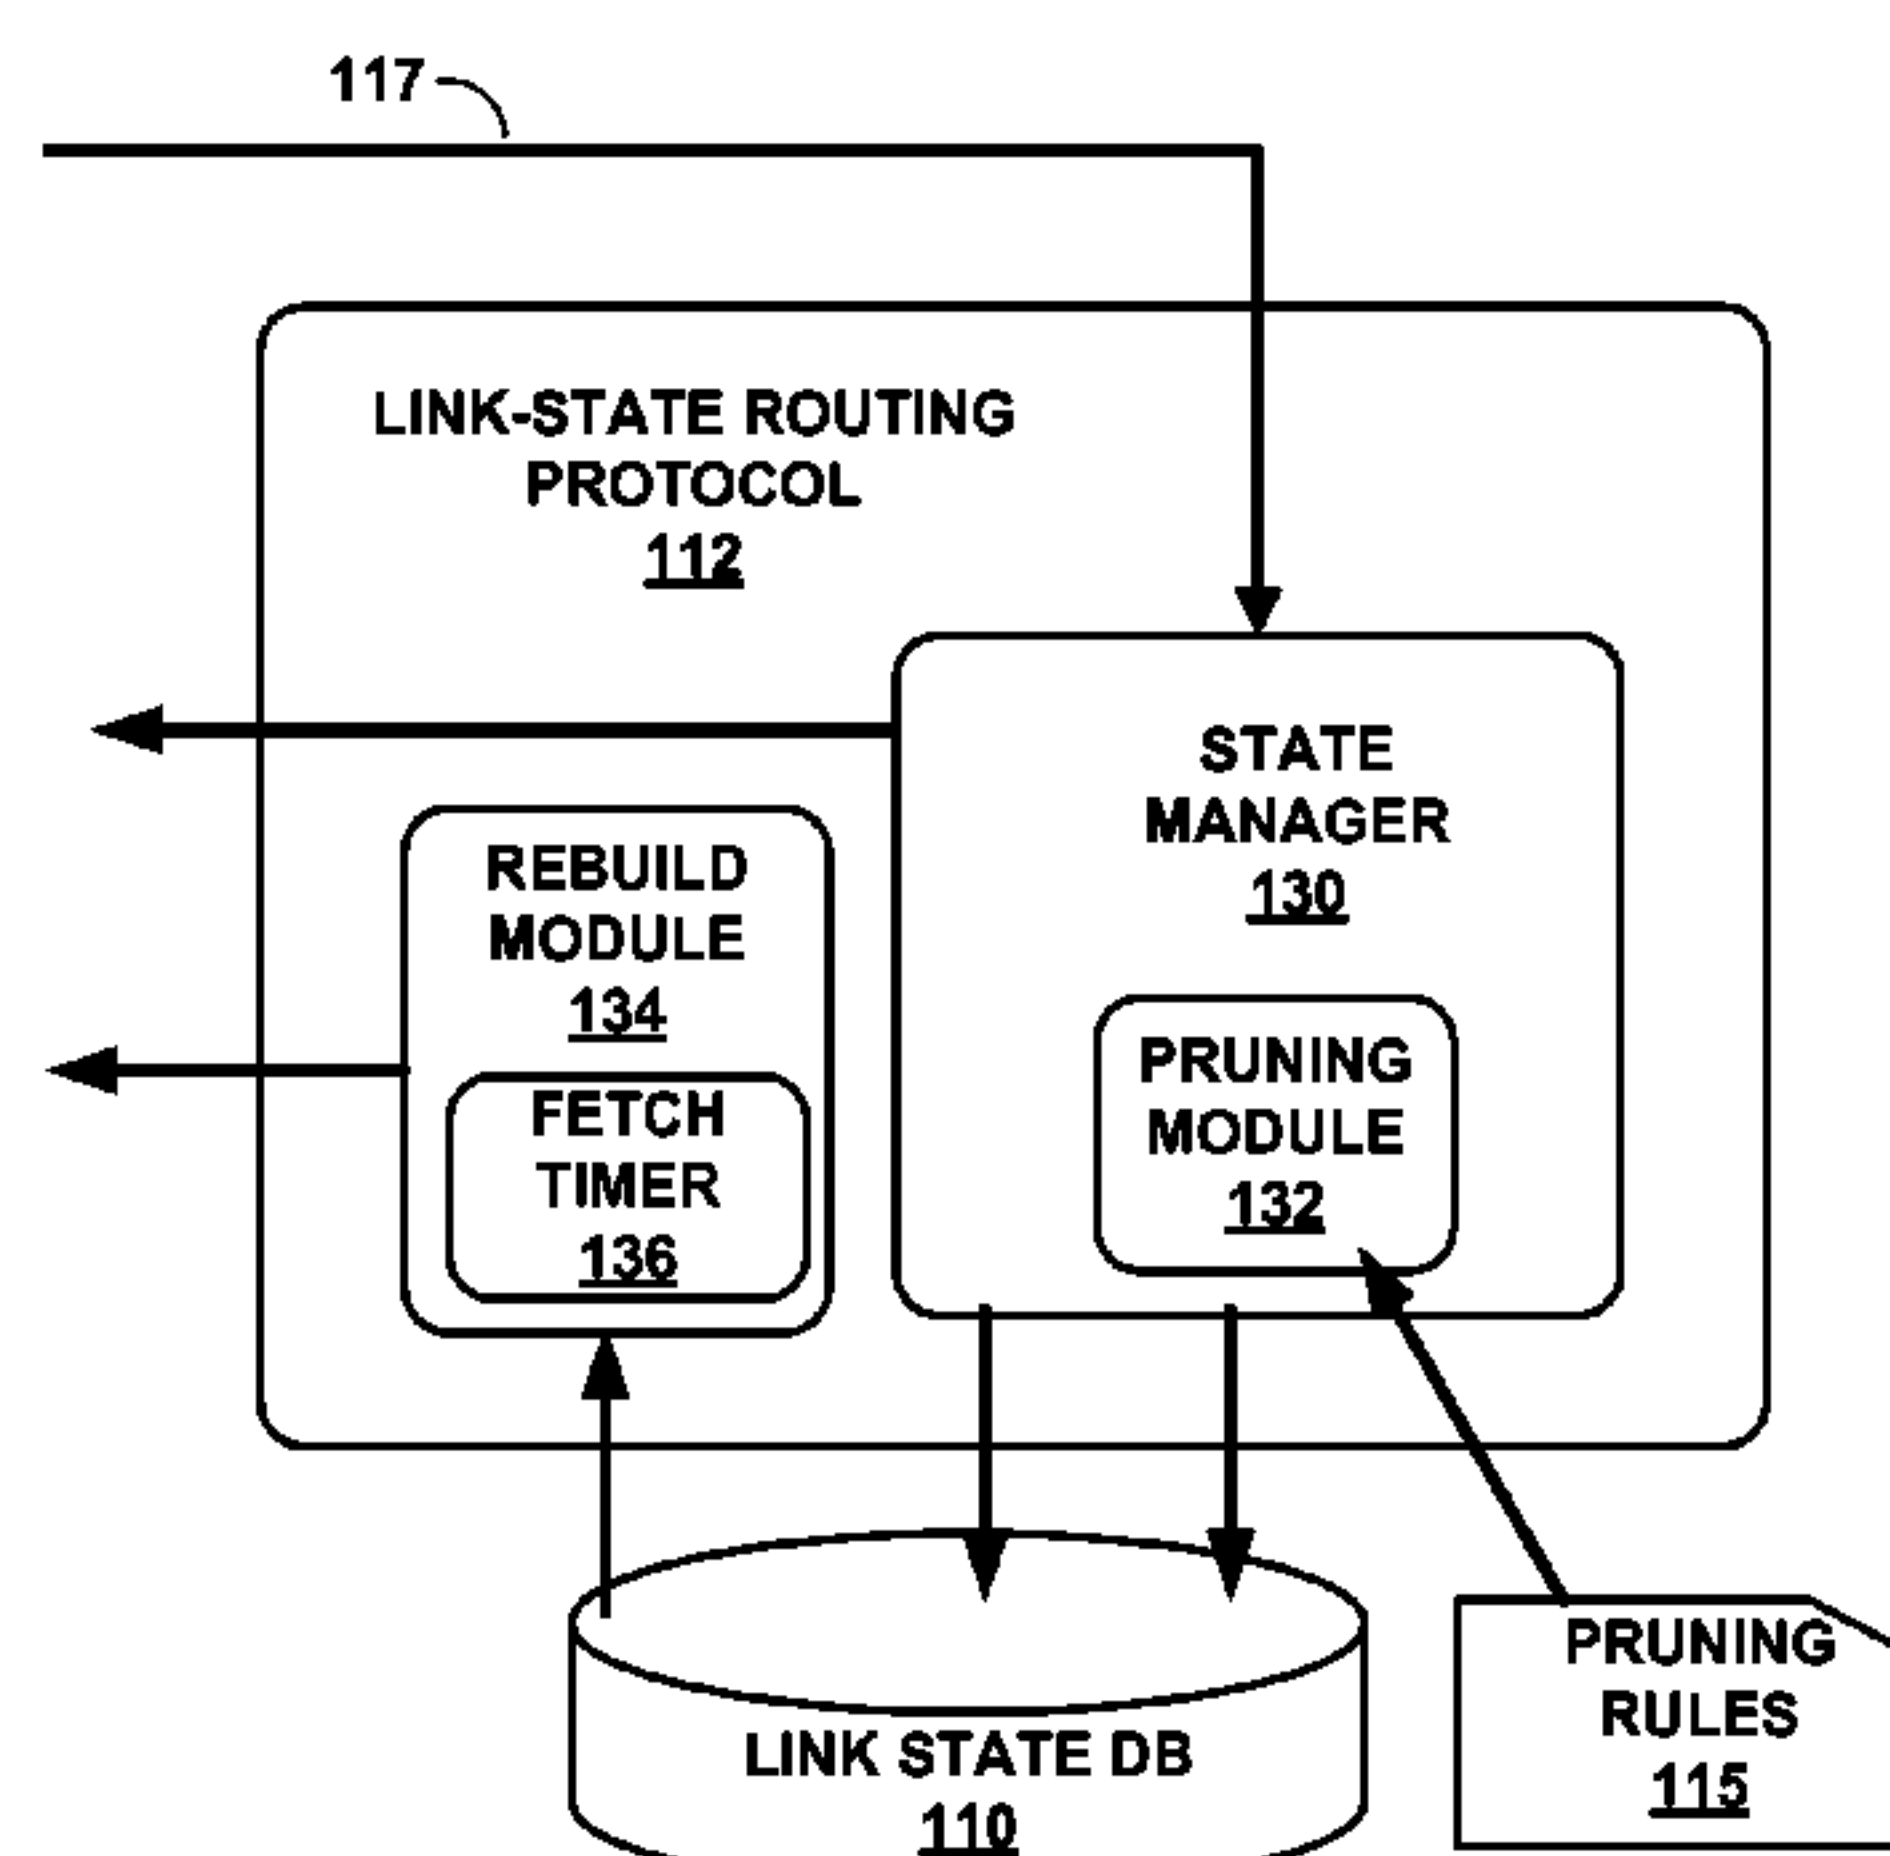 117
LINK-STATE ROUTING
PROTOCOL
112
STATE
MANAGER
130
REBUILD
MODULE
134
PRUNING
MODULE
132
FETCH
TIMER
136
LINK STATE DB
110
PRUNING
RULES
115